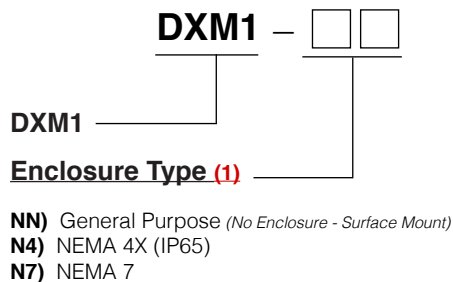 DXM1 – □□
DXM1
Enclosure Type (1)
NN) General Purpose (No Enclosure - Surface Mount)
N4) NEMA 4X (IP65)
N7) NEMA 7